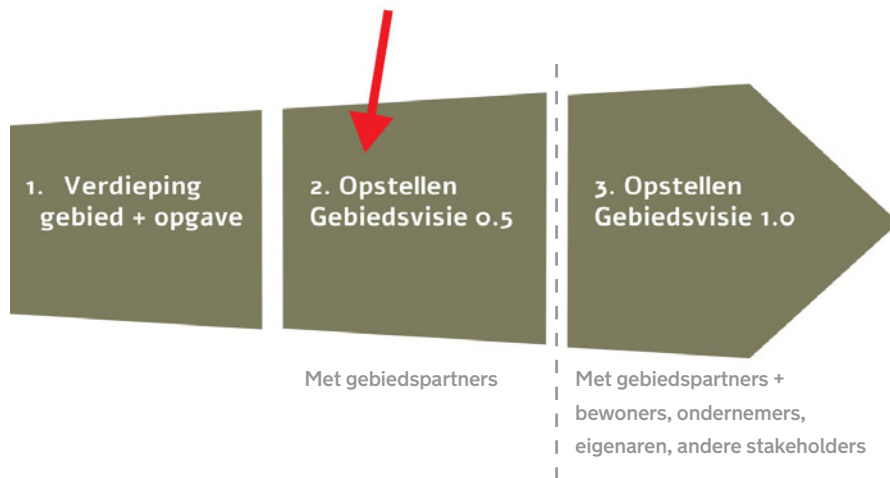 1. Verdieping
gebied + opgave
2. Opstellen
Gebiedsvisie 0.5
3. Opstellen
Gebiedsvisie 1.0
Met gebiedspartners
Met gebiedspartners +
bewoners, ondernemers,
eigenaren, andere stakeholders